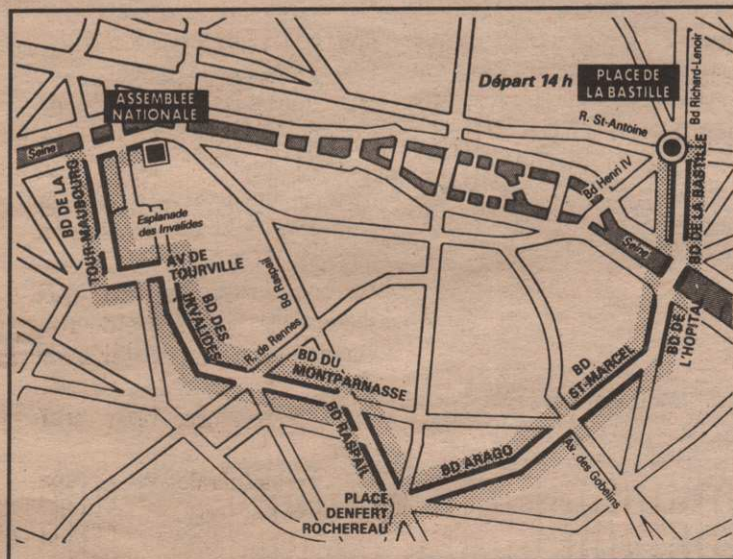 Départ 14 h
PLACE DE
LA BASTILLE
Bd Richard-Lenoir
ASSEMBLEE
NATIONALE
R. St-Antoine
Seine
Bd Henri IV
BD DE LA BASTILLE
BD DE LA
TOUR-MAUBOURG
Esplanade
des Invalides
Seine
AV DE
TOURVILLE
Bd Raspail
BD DES
INVALIDES
R. de Rennes
BD DE
L'HOPITAL
BD DU
MONTPARNASSE
BD
ST-MARCEL
BD RASPAIL
BD ARAGO
Av. des Gobelins
PLACE
DENFERT
ROCHEREAU